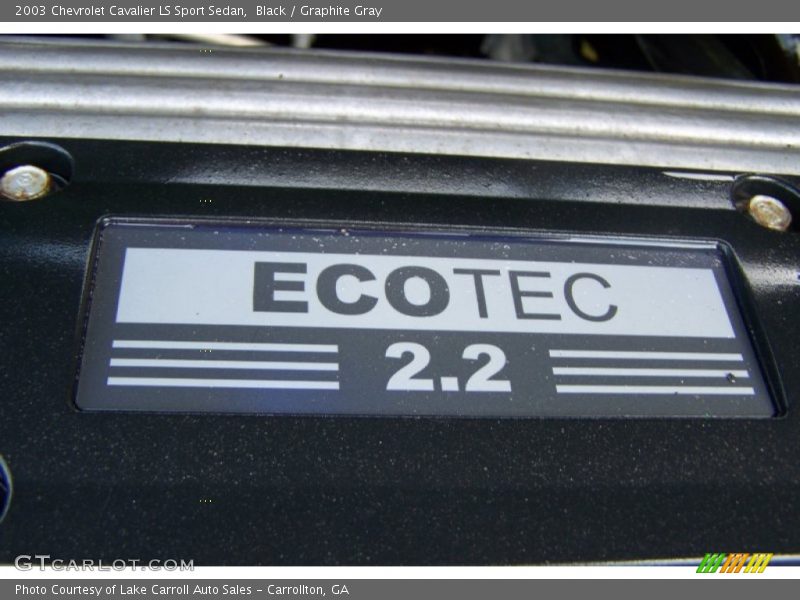 2003 Chevrolet Cavalier LS Sport Sedan,  Black / Graphite Gray
ECOTEC
2.2
GTCARLOT.COM
Photo Courtesy of Lake Carroll Auto Sales – Carrollton, GA